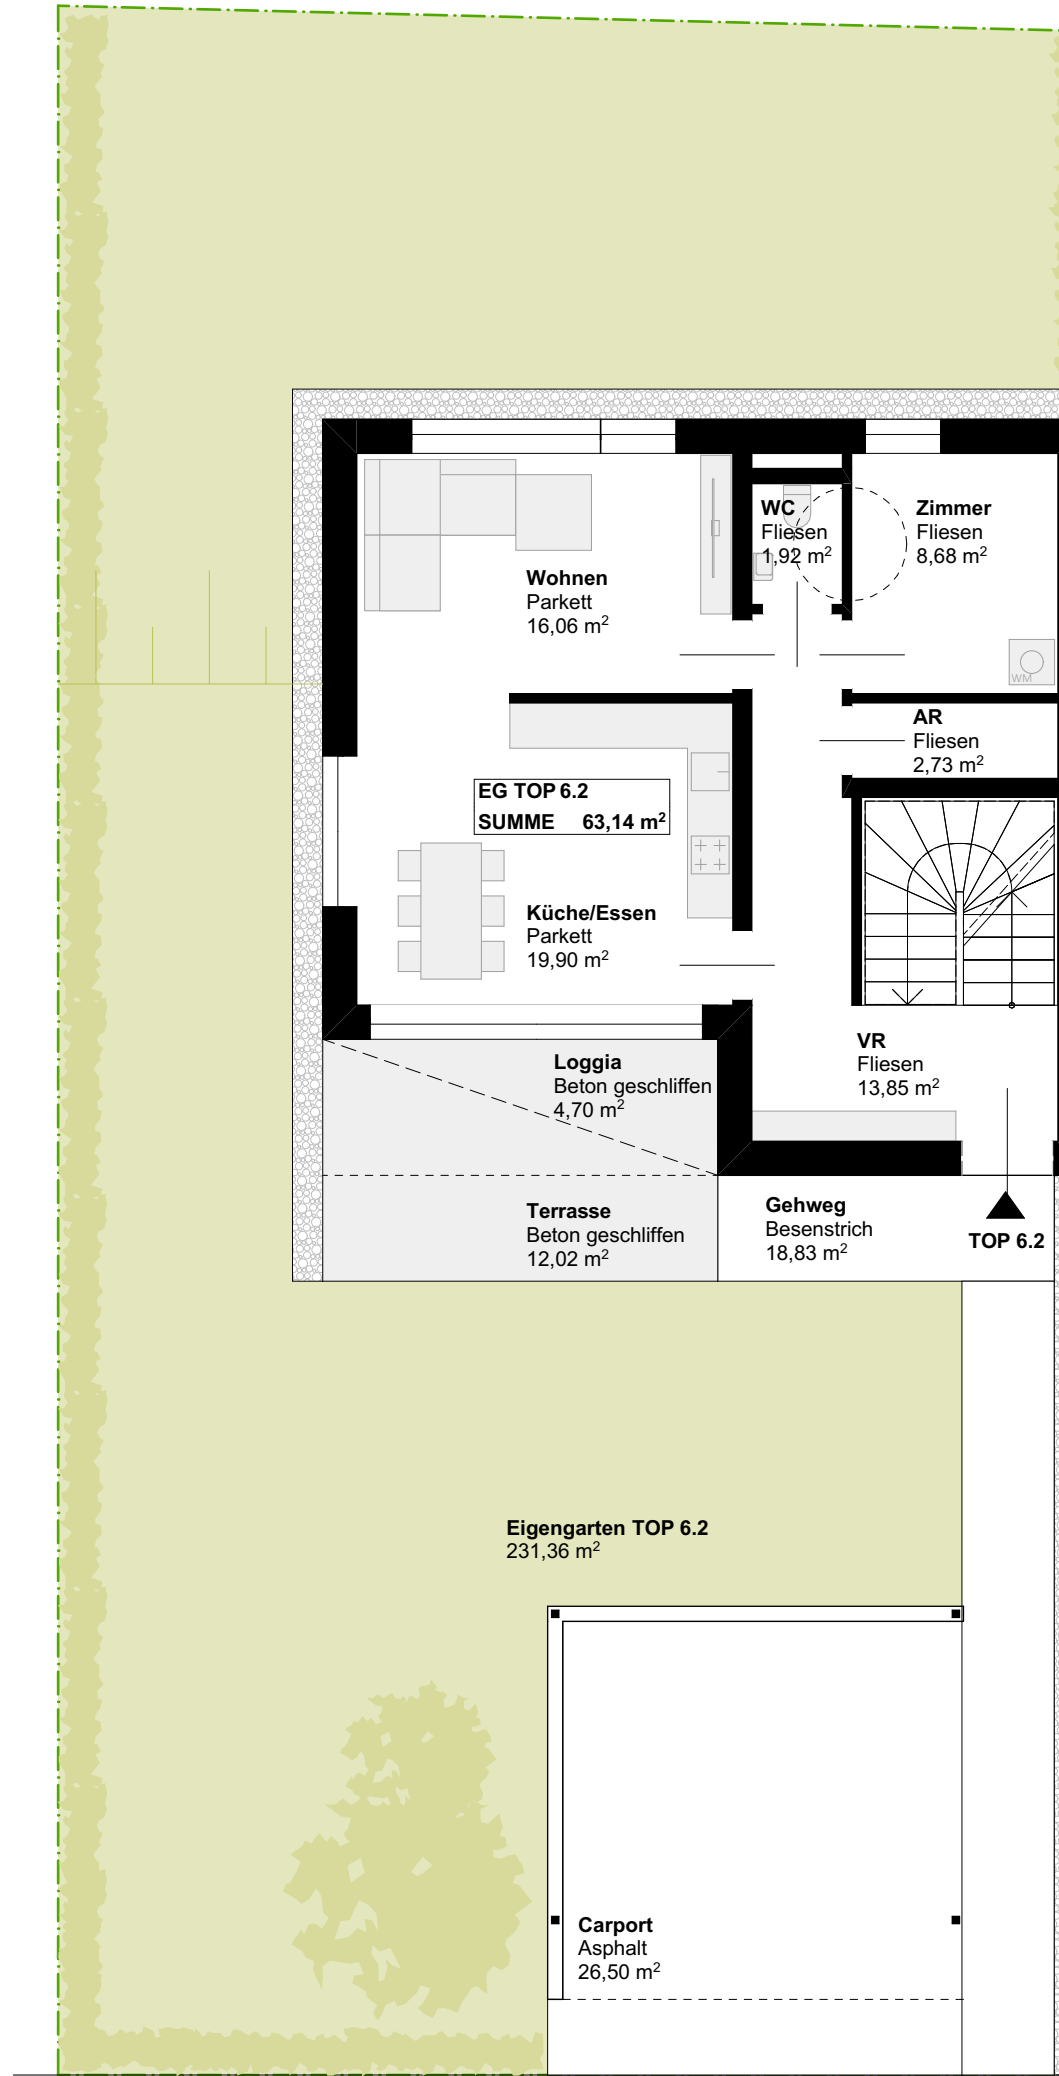 WC
Fliesen
1,92 m²
Zimmer
Fliesen
8,68 m²
Wohnen
Parkett
16,06 m²
WM
AR
Fliesen
2,73 m²
EG TOP 6.2
SUMME 63,14 m²
Küche/Essen
Parkett
19,90 m²
VR
Fliesen
13,85 m²
Loggia
Beton geschliffen
4,70 m²
Terrasse
Beton geschliffen
12,02 m²
Gehweg
Besenstrich
18,83 m²
TOP 6.2
Eigengarten TOP 6.2
231,36 m²
Carport
Asphalt
26,50 m²